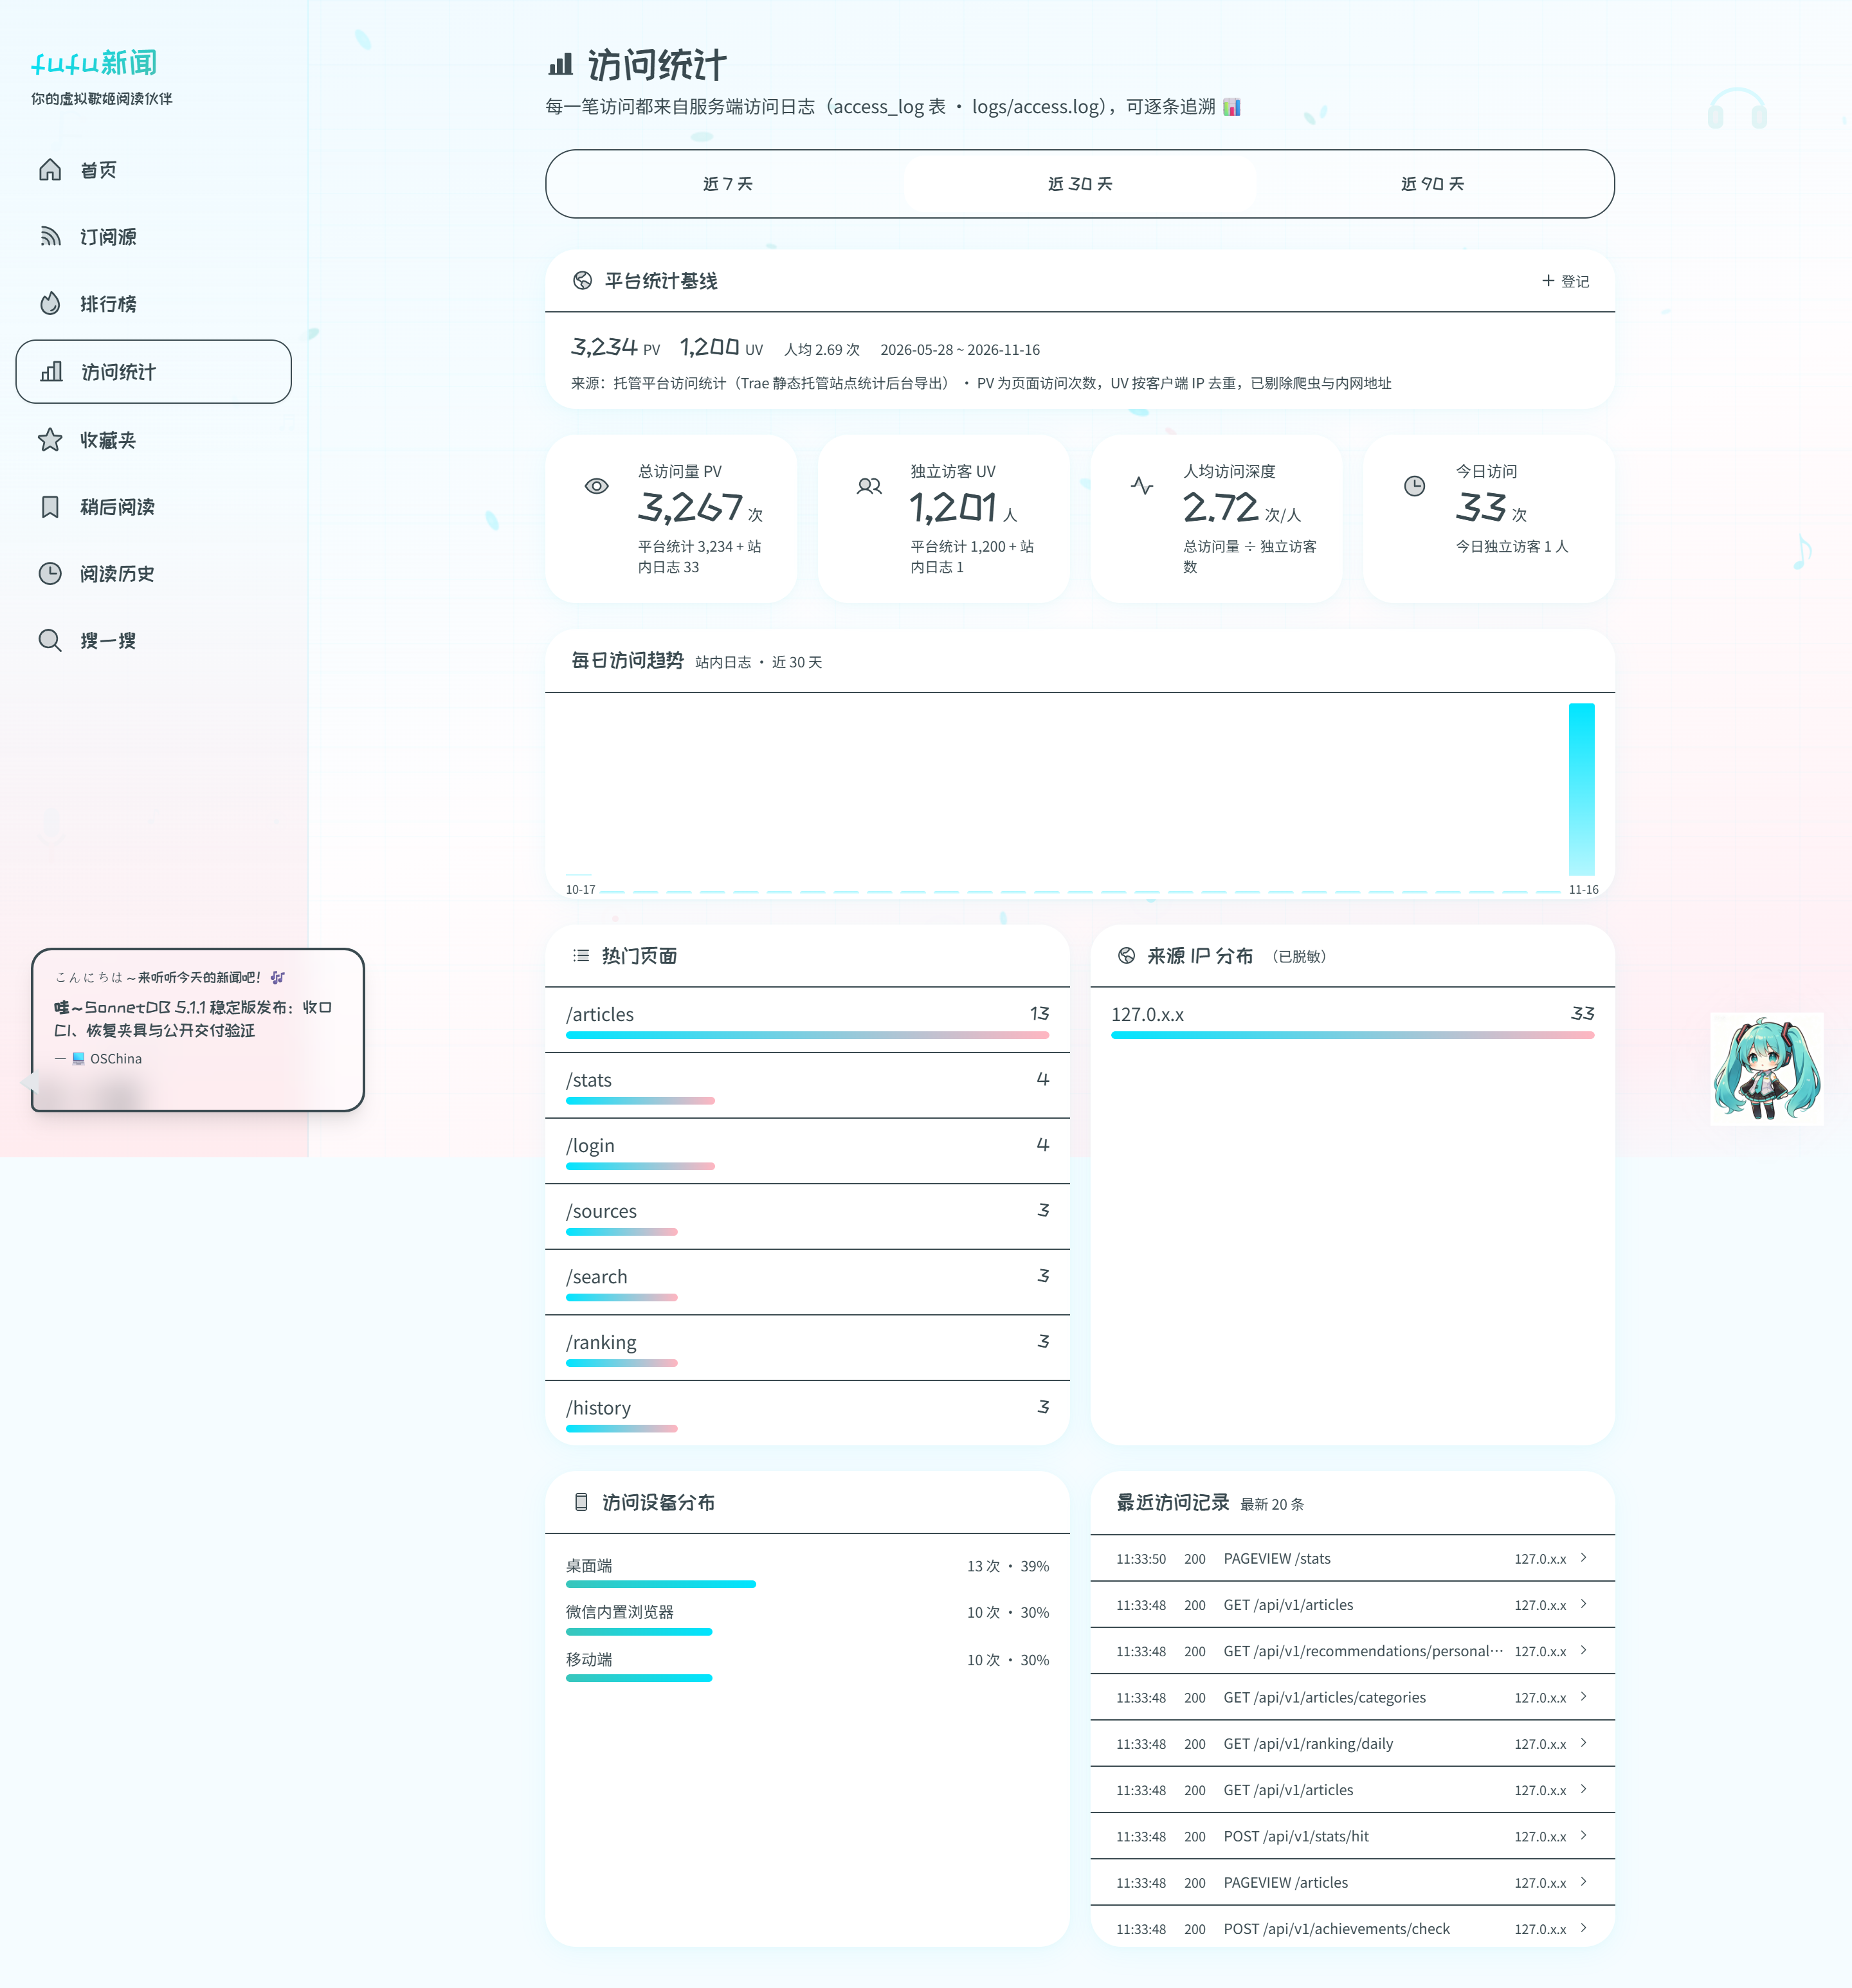 fufu新闻
你的虚拟歌姬阅读伙伴
首页
订阅源
排行榜
访问统计
收藏夹
稍后阅读
阅读历史
搜一搜
こんにちは～来听听今天的新闻吧！🎶
哇～SonnetDB 5.1.1 稳定版发布：收口
CI、恢复夹具与公开交付验证
— 💻 OSChina
访问统计
每一笔访问都来自服务端访问日志（access_log 表 · logs/access.log），可逐条追溯 📊
近 7 天
近 30 天
近 90 天
平台统计基线
+ 登记
3,234 PV 1,200 UV 人均 2.69 次 2026-05-28 ~ 2026-11-16
来源：托管平台访问统计（Trae 静态托管站点统计后台导出） · PV 为页面访问次数，UV 按客户端 IP 去重，已剔除爬虫与内网地址
总访问量 PV
3,267 次
平台统计 3,234 + 站
内日志 33
独立访客 UV
1,201 人
平台统计 1,200 + 站
内日志 1
人均访问深度
2.72 次/人
总访问量 ÷ 独立访客
数
今日访问
33 次
今日独立访客 1 人
每日访问趋势 站内日志 · 近 30 天
10-17
11-16
热门页面
/articles 13
/stats 4
/login 4
/sources 3
/search 3
/ranking 3
/history 3
来源 IP 分布 （已脱敏）
127.0.x.x 33
访问设备分布
桌面端 13 次 · 39%
微信内置浏览器 10 次 · 30%
移动端 10 次 · 30%
最近访问记录 最新 20 条
11:33:50 200 PAGEVIEW /stats 127.0.x.x
11:33:48 200 GET /api/v1/articles 127.0.x.x
11:33:48 200 GET /api/v1/recommendations/personal… 127.0.x.x
11:33:48 200 GET /api/v1/articles/categories 127.0.x.x
11:33:48 200 GET /api/v1/ranking/daily 127.0.x.x
11:33:48 200 GET /api/v1/articles 127.0.x.x
11:33:48 200 POST /api/v1/stats/hit 127.0.x.x
11:33:48 200 PAGEVIEW /articles 127.0.x.x
11:33:48 200 POST /api/v1/achievements/check 127.0.x.x